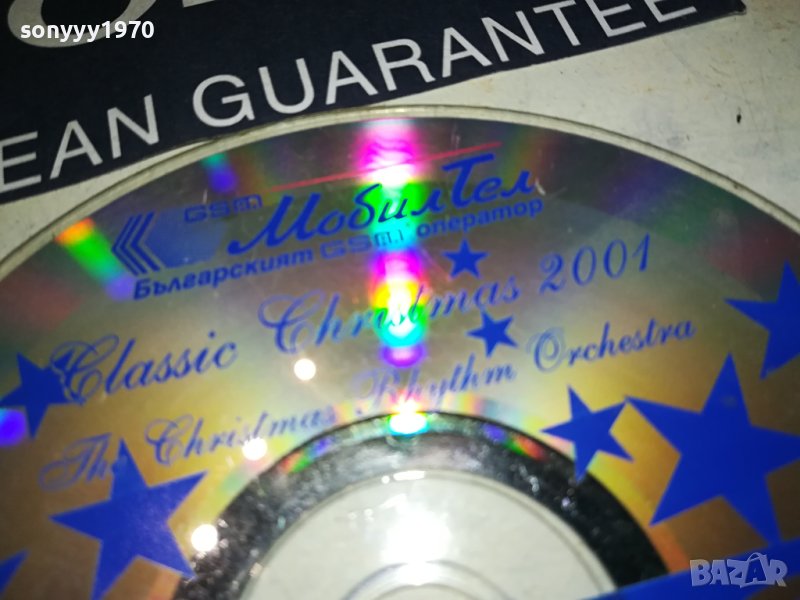 sonyyy1970
EAN GUARANTEE
GSM
МобилТел
Българският GSM оператор
Classic Christmas 2001
The Christmas Rhythm Orchestra
BAZAR